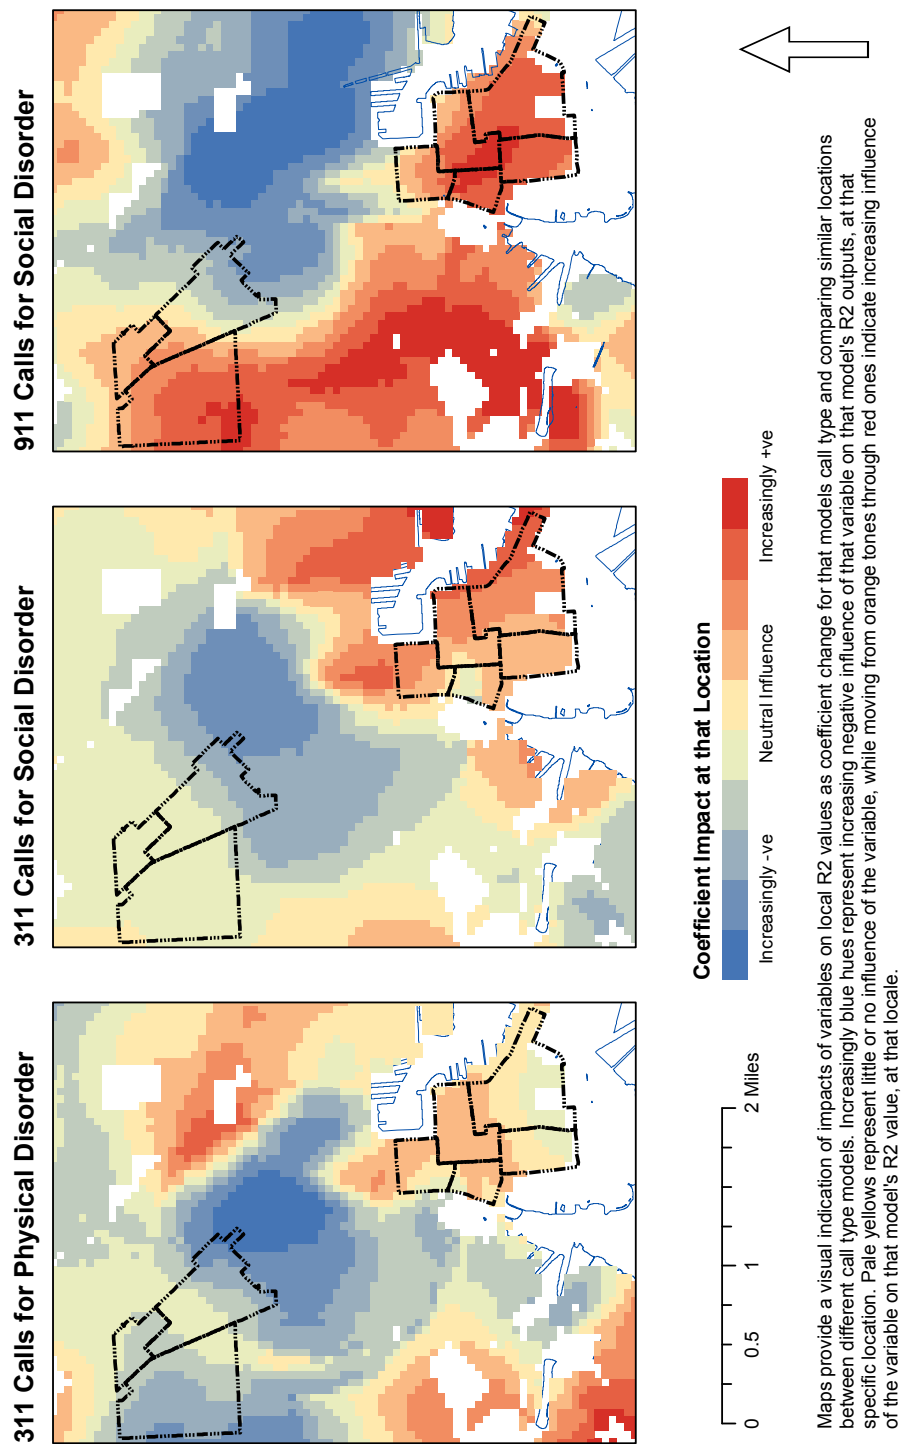 311 Calls for Physical Disorder
311 Calls for Social Disorder
911 Calls for Social Disorder
Coefficient Impact at that Location
Increasingly -ve
Neutral Influence
Increasingly +ve
0
0.5
1
2 Miles
Maps provide a visual indication of impacts of variables on local R2 values as coefficient change for that models call type and comparing similar locations
between different call type models. Increasingly blue hues represent increasing negative influence of that variable on that model's R2 outputs, at that
specific location. Pale yellows represent little or no influence of the variable, while moving from orange tones through red ones indicate increasing influence
of the variable on that model's R2 value, at that locale.